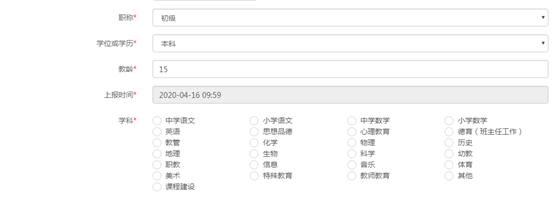 职称* 初级
学位或学历* 本科
教龄* 15
上报时间* 2020-04-16 09:59
学科* 中学语文 小学语文 中学数学 小学数学
英语 思想品德 心理教育 德育（班主任工作）
教管 化学 物理 历史
地理 生物 科学 幼教
职教 信息 音乐 体育
美术 特殊教育 教师教育 其他
课程建设